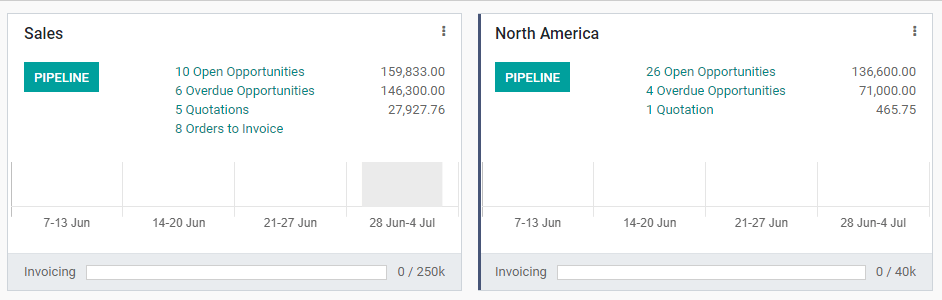 Sales
PIPELINE
10 Open Opportunities 159,833.00
6 Overdue Opportunities 146,300.00
5 Quotations 27,927.76
8 Orders to Invoice
7-13 Jun 14-20 Jun 21-27 Jun 28 Jun-4 Jul
Invoicing 0 / 250k
North America
PIPELINE
26 Open Opportunities 136,600.00
4 Overdue Opportunities 71,000.00
1 Quotation 465.75
7-13 Jun 14-20 Jun 21-27 Jun 28 Jun-4 Jul
Invoicing 0 / 40k